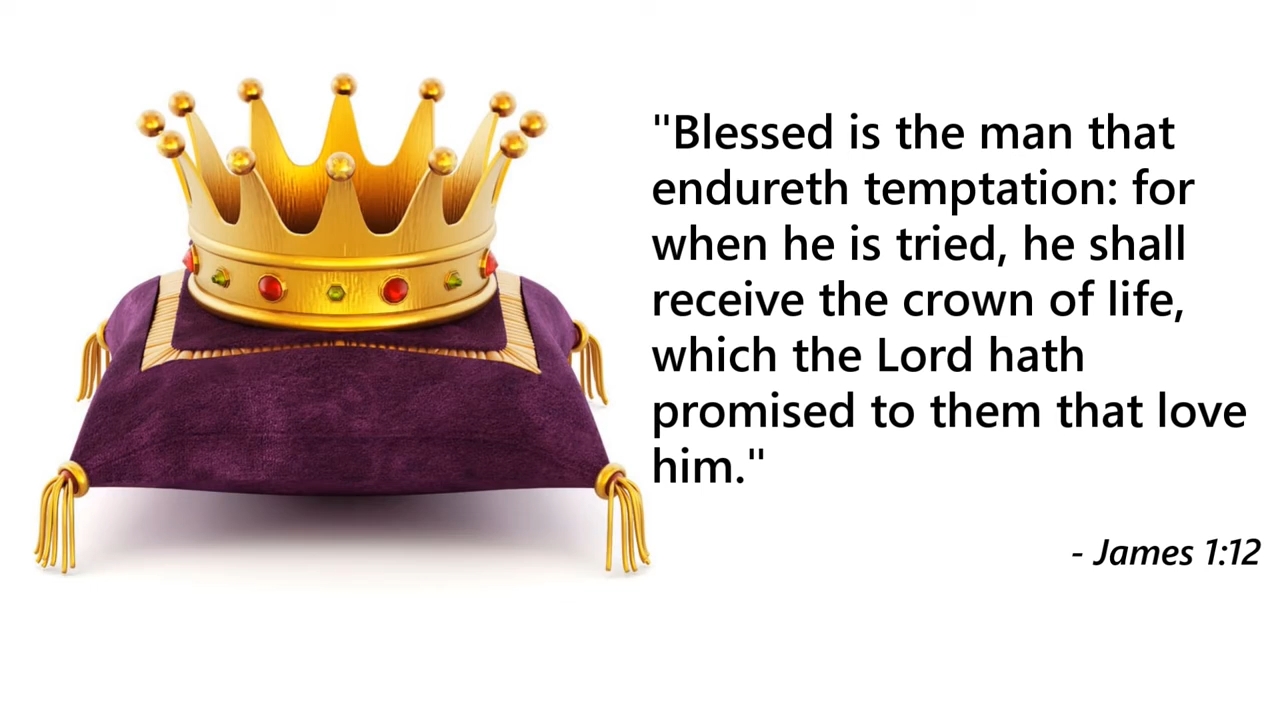 "Blessed is the man that
endureth temptation: for
when he is tried, he shall
receive the crown of life,
which the Lord hath
promised to them that love
him."
- James 1:12